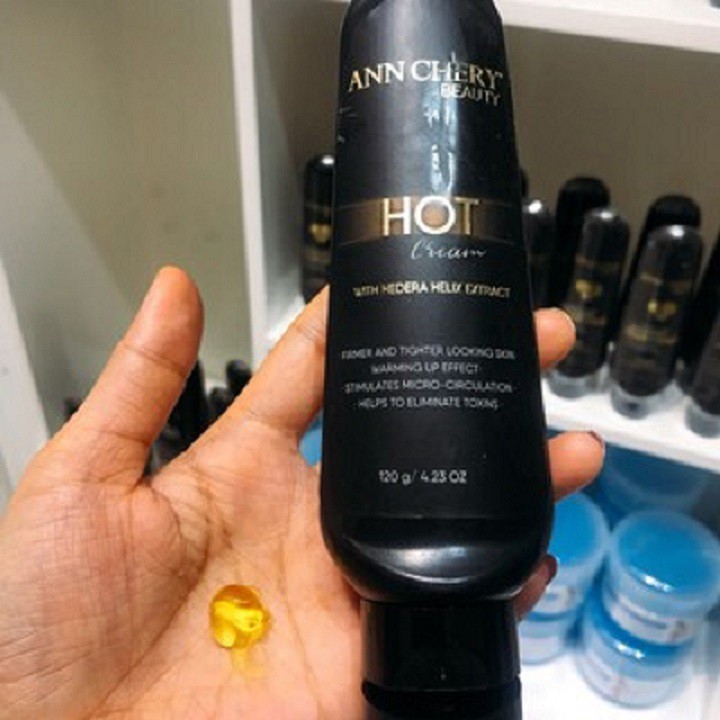 ANN CHERY
BEAUTY
HOT
Cream
WITH HEDERA HELIX EXTRACT
FIRMER AND TIGHTER LOOKING SKIN
WARMING UP EFFECT·
·STIMULATES MICRO-CIRCULATION·
·HELPS TO ELIMINATE TOXINS·
120 g/ 4.23 OZ